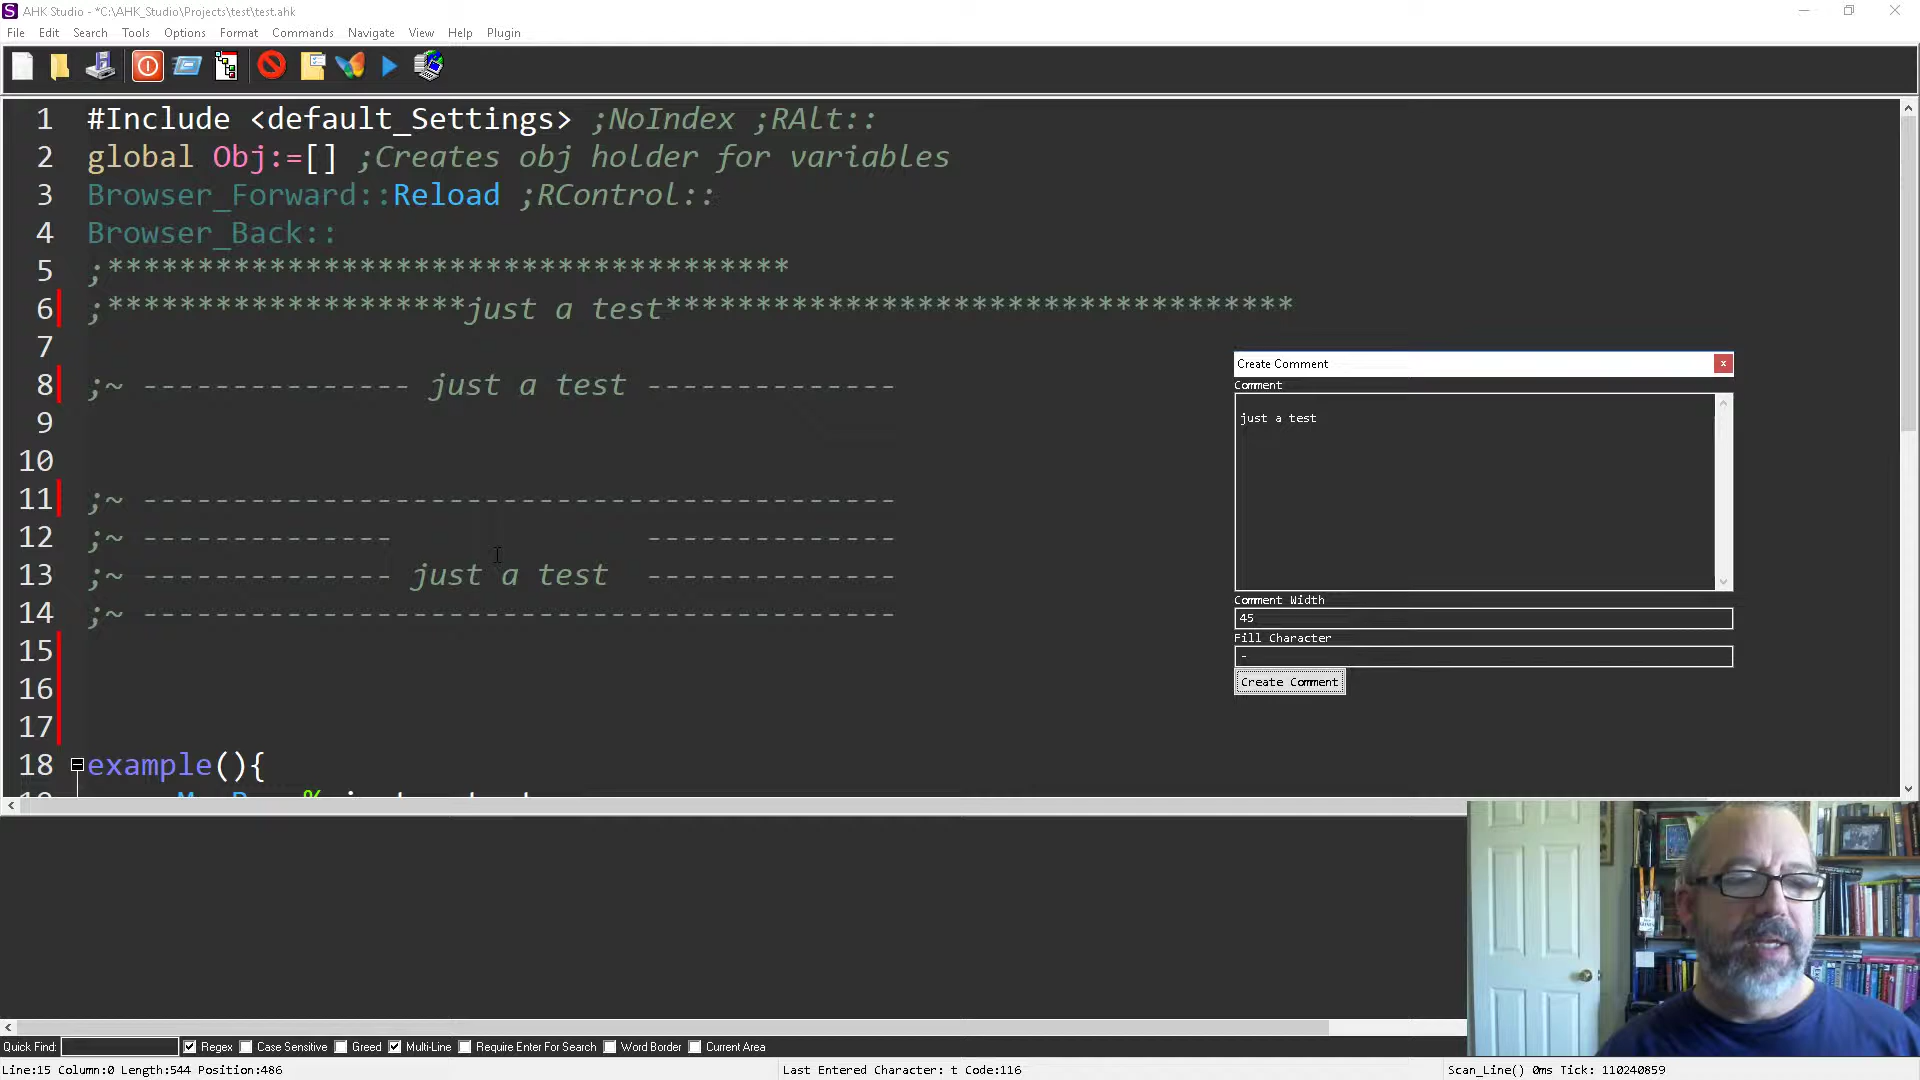 AHK Studio - *C:\AHK_Studio\Projects\test\test.ahk
File Edit Search Tools Options Format Commands Navigate View Help Plugin
1 #Include <default_Settings> ;NoIndex ;RAlt::
2 global Obj:=[] ;Creates obj holder for variables
3 Browser_Forward::Reload ;RControl::
4 Browser_Back::
5 ;**************************************
6 ;********************just a test***********************************
7
8 ;~ --------------- just a test --------------
9
10
11 ;~ ------------------------------------------
12 ;~ --------------               --------------
13 ;~ -------------- just a test  --------------
14 ;~ ------------------------------------------
15
16
17
18 example(){
Create Comment
Comment
just a test
Comment Width
45
Fill Character
-
Create Comment
Quick Find: Regex Case Sensitive Greed Multi-Line Require Enter For Search Word Border Current Area
Line:15 Column:0 Length:544 Position:486 Last Entered Character: t Code:116 Scan_Line() 0ms Tick: 110240859